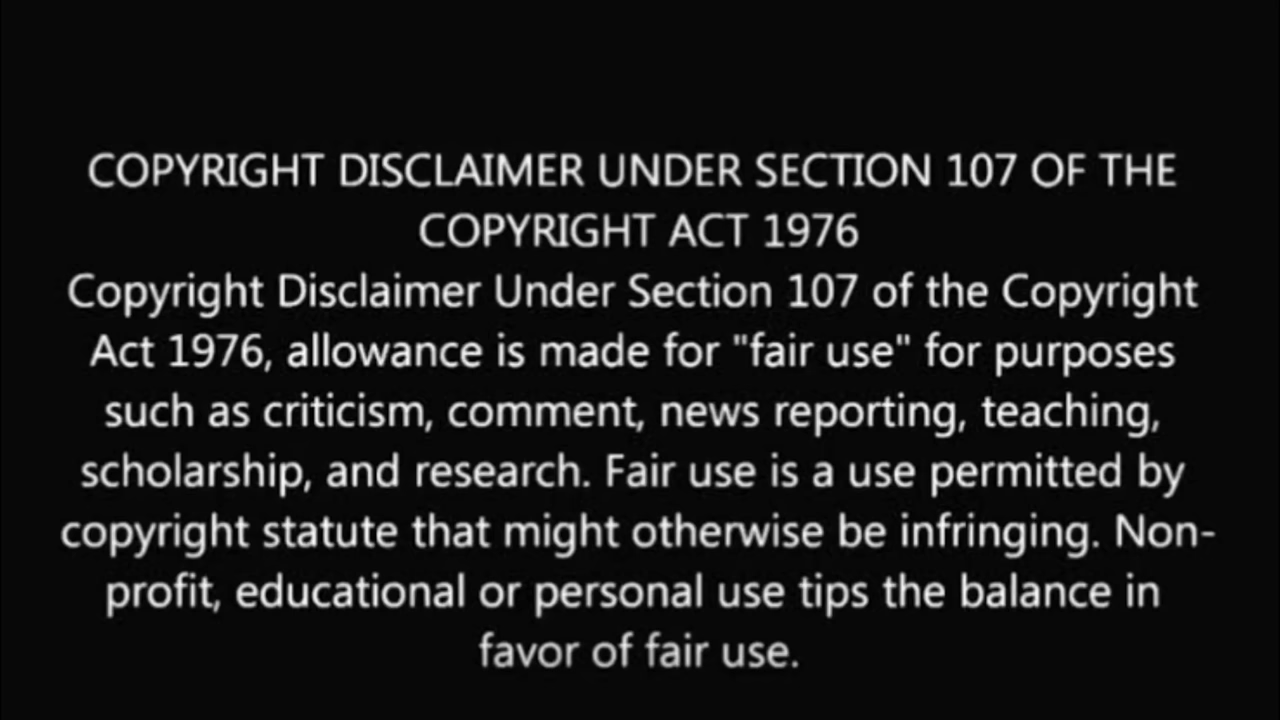 COPYRIGHT DISCLAIMER UNDER SECTION 107 OF THE
COPYRIGHT ACT 1976
Copyright Disclaimer Under Section 107 of the Copyright
Act 1976, allowance is made for "fair use" for purposes
such as criticism, comment, news reporting, teaching,
scholarship, and research. Fair use is a use permitted by
copyright statute that might otherwise be infringing. Non-
profit, educational or personal use tips the balance in
favor of fair use.